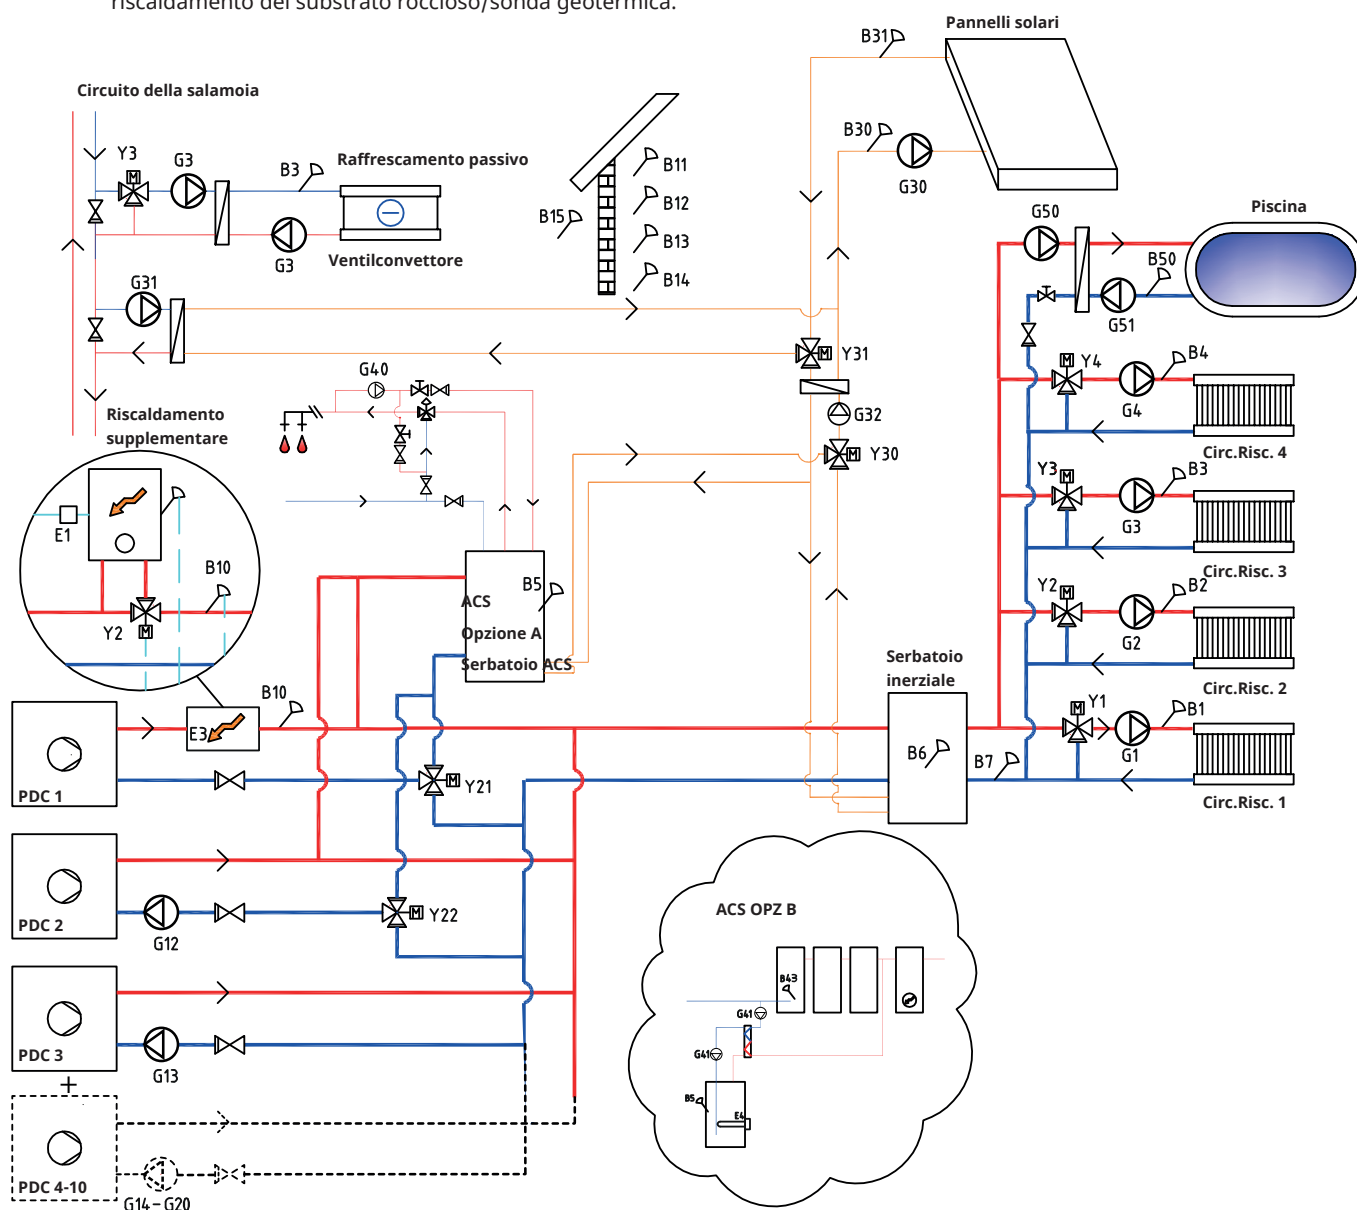 riscaldamento del substrato roccioso/sonda geotermica.
Pannelli solari
B31
Circuito della salamoia
Y3
G3
B3
Raffrescamento passivo
B11
B12
B13
B14
B15
B30
G30
G50
Piscina
B50
G51
G3
Ventilconvettore
G31
Y31
G40
G32
Y30
Y4
B4
G4
Circ.Risc. 4
Riscaldamento
supplementare
E1
B10
Y2
Y3
B3
G3
Circ.Risc. 3
B5
ACS
Opzione A
Serbatoio ACS
Y2
B2
G2
Circ.Risc. 2
Serbatoio
inerziale
B10
E3
B6
B7
Y1
B1
G1
Circ.Risc. 1
PDC 1
Y21
PDC 2
G12
Y22
ACS OPZ B
B43
G41
G41
B5
E4
PDC 3
G13
+
PDC 4-10
G14-G20